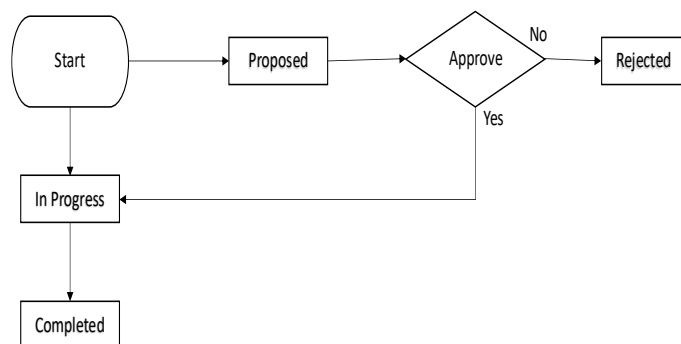 Start
Proposed
Approve
No
Rejected
Yes
In Progress
Completed